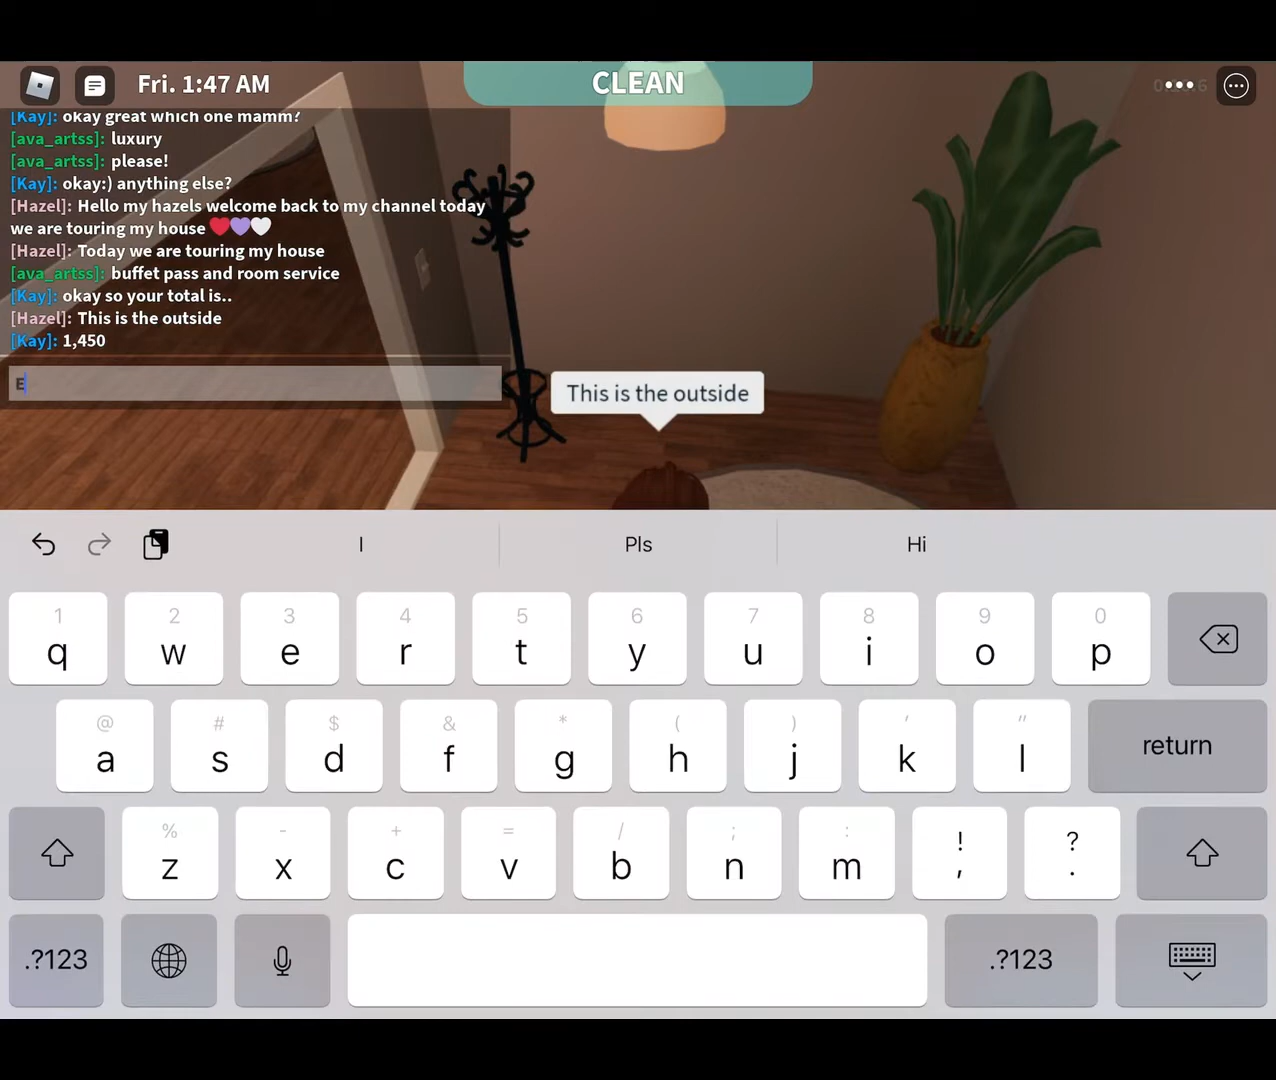 Fri. 1:47 AM
CLEAN
[Kay]: okay great which one mamm?
[ava_artss]: luxury
[ava_artss]: please!
[Kay]: okay:) anything else?
[Hazel]: Hello my hazels welcome back to my channel today
we are touring my house ❤️💜🤍
[Hazel]: Today we are touring my house
[ava_artss]: buffet pass and room service
[Kay]: okay so your total is..
[Hazel]: This is the outside
[Kay]: 1,450
E
This is the outside
I Pls Hi
1 2 3 4 5 6 7 8 9 0
q w e r t y u i o p
@ # $ & * ( ) ' "
a s d f g h j k l return
% - + = / ; : ! ?
z x c v b n m , .
.?123 .?123